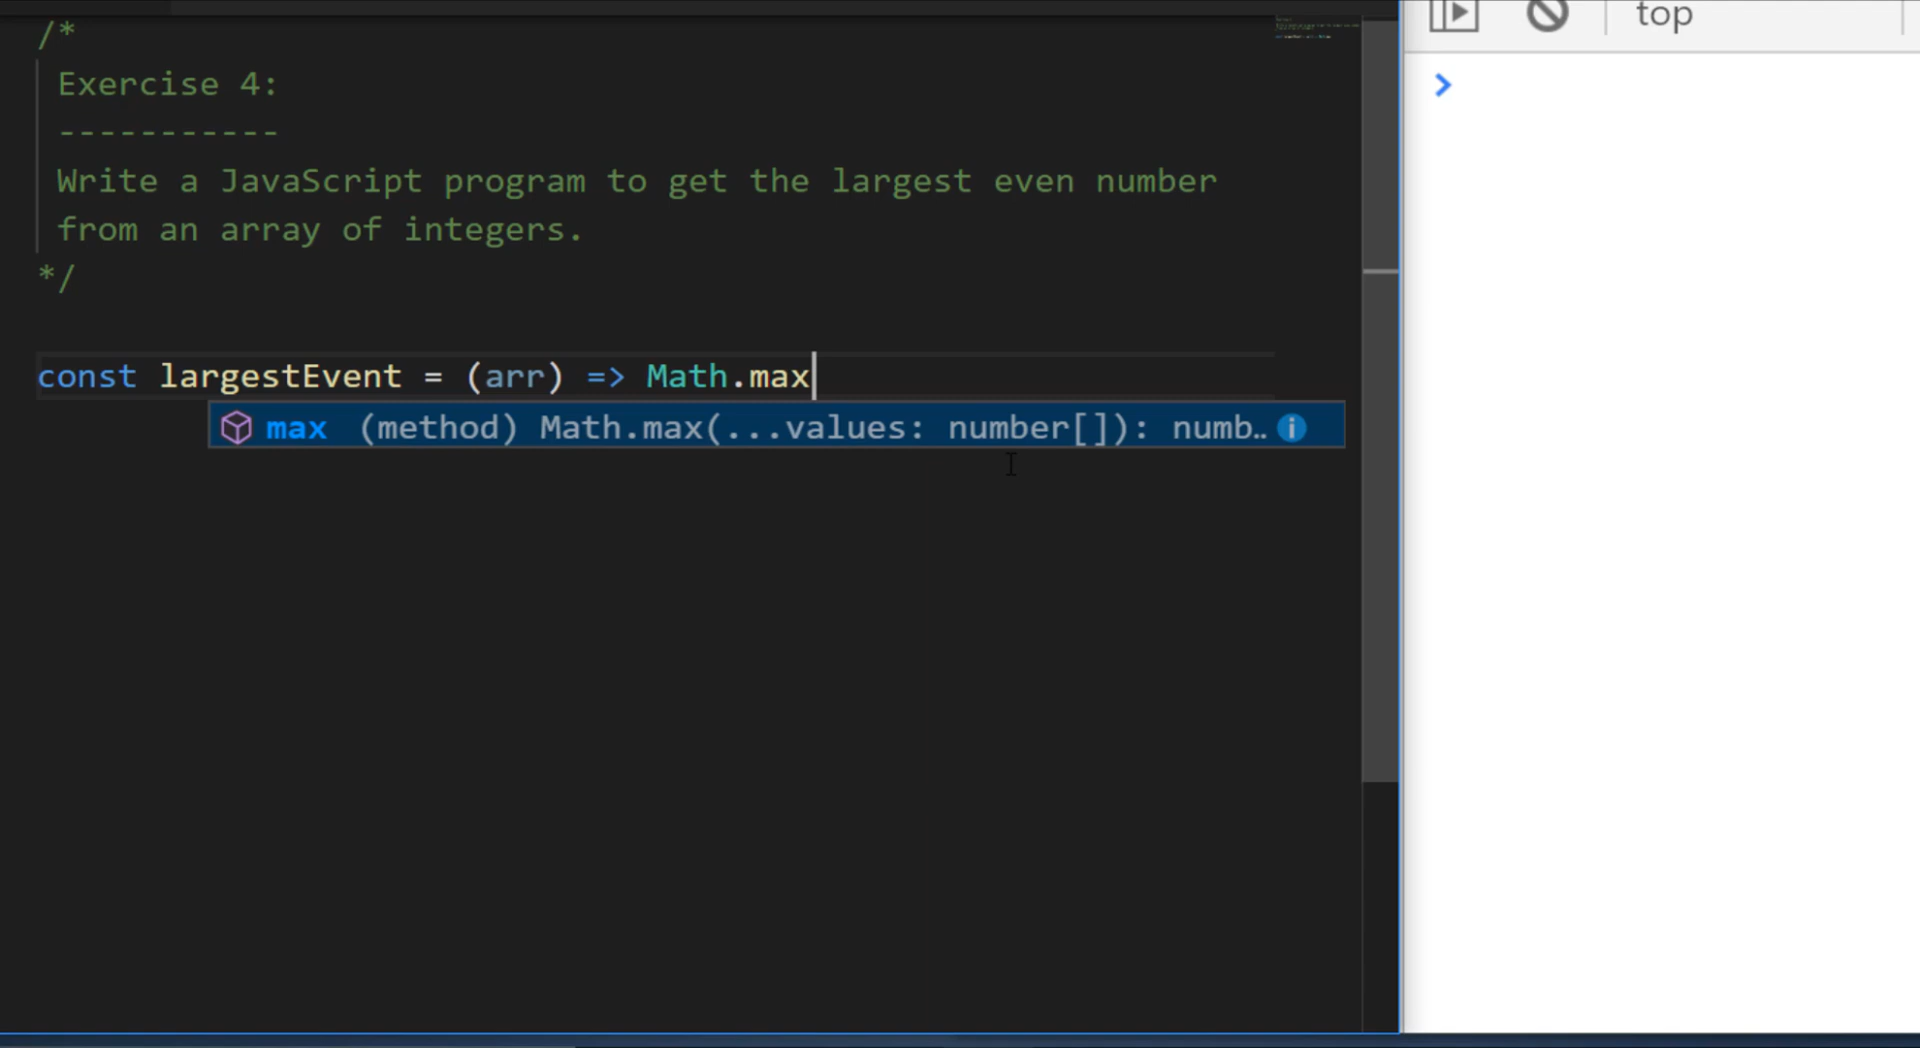 /*
Exercise 4:
-----------
Write a JavaScript program to get the largest even number
from an array of integers.
*/
const largestEvent = (arr) => Math.max
max (method) Math.max(...values: number[]): numb…
top